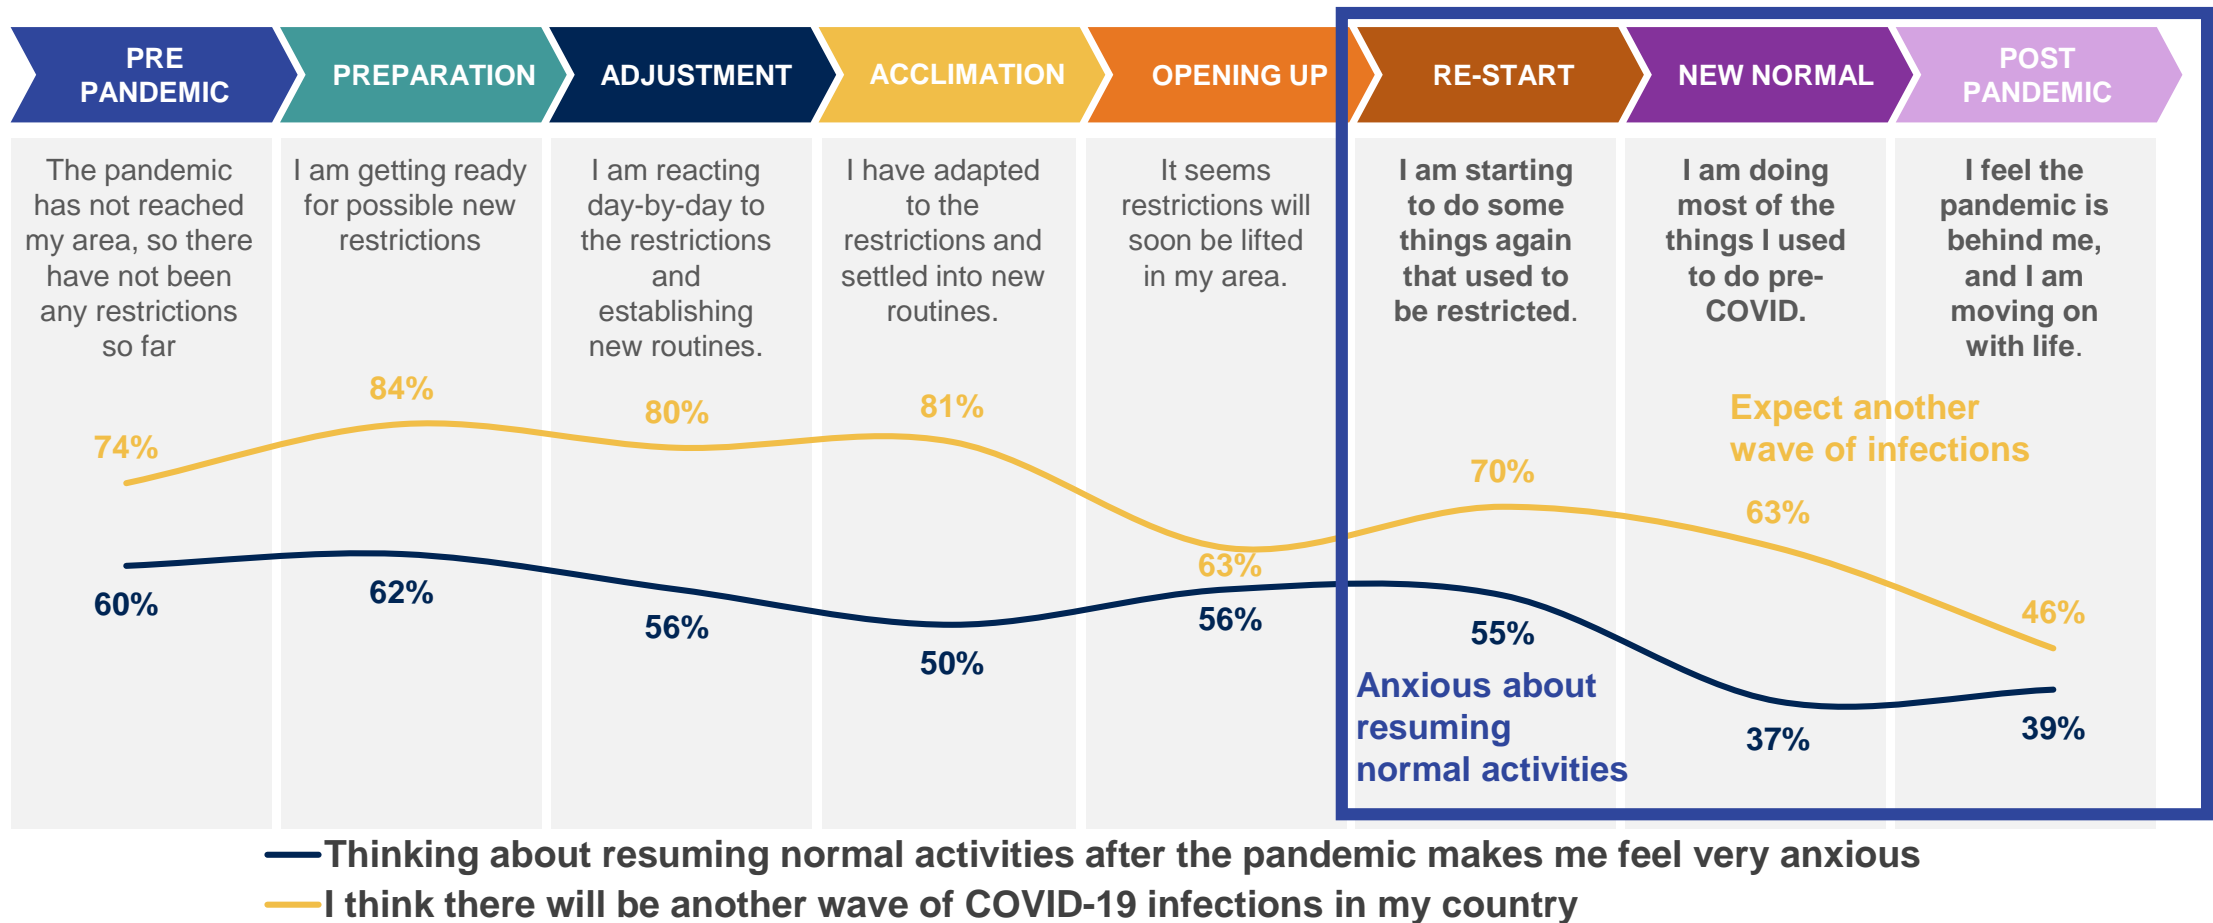 PRE
PANDEMIC
PREPARATION
ADJUSTMENT
ACCLIMATION
OPENING UP
RE-START
NEW NORMAL
POST
PANDEMIC
The pandemic
has not reached
my area, so there
have not been
any restrictions
so far
I am getting ready
for possible new
restrictions
I am reacting
day-by-day to
the restrictions
and
establishing
new routines.
I have adapted
to the
restrictions and
settled into new
routines.
It seems
restrictions will
soon be lifted
in my area.
I am starting
to do some
things again
that used to
be restricted.
I am doing
most of the
things I used
to do pre-
COVID.
I feel the
pandemic is
behind me,
and I am
moving on
with life.
74%
84%
80%
81%
63%
70%
63%
46%
Expect another
wave of infections
60%
62%
56%
50%
56%
55%
37%
39%
Anxious about
resuming
normal activities
Thinking about resuming normal activities after the pandemic makes me feel very anxious
I think there will be another wave of COVID-19 infections in my country